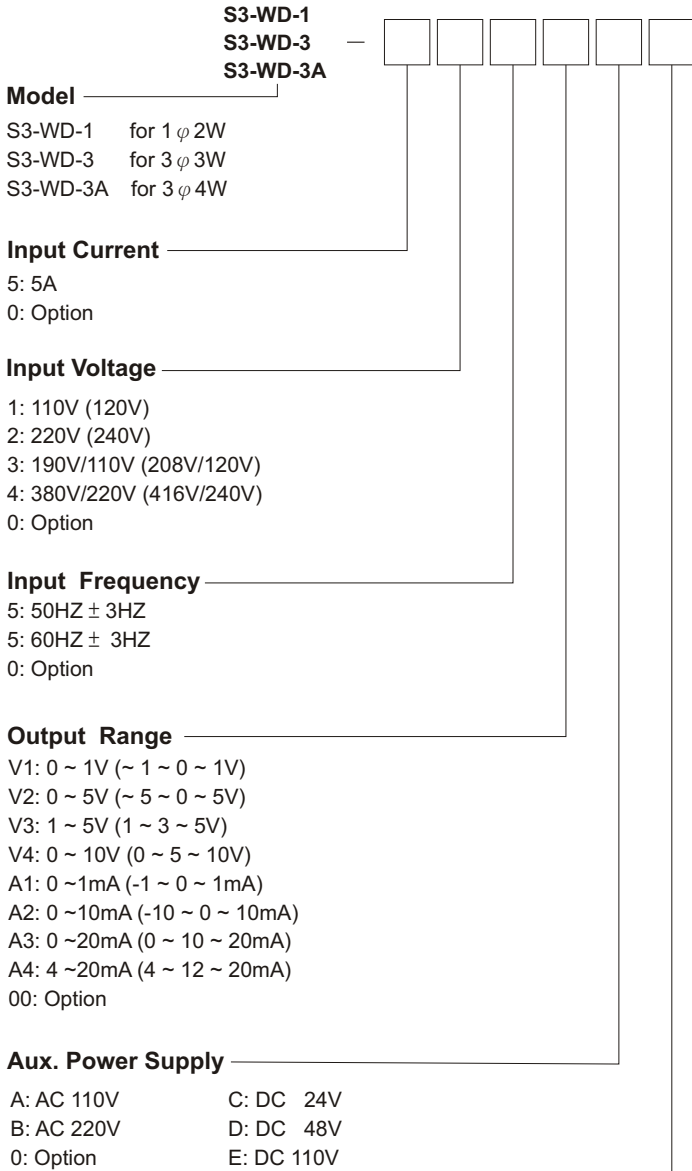 S3-WD-1
S3-WD-3 —
S3-WD-3A
Model
S3-WD-1 for 1 φ 2W
S3-WD-3 for 3 φ 3W
S3-WD-3A for 3 φ 4W
Input Current
5: 5A
0: Option
Input Voltage
1: 110V (120V)
2: 220V (240V)
3: 190V/110V (208V/120V)
4: 380V/220V (416V/240V)
0: Option
Input Frequency
5: 50HZ ± 3HZ
5: 60HZ ± 3HZ
0: Option
Output Range
V1: 0 ~ 1V (~ 1 ~ 0 ~ 1V)
V2: 0 ~ 5V (~ 5 ~ 0 ~ 5V)
V3: 1 ~ 5V (1 ~ 3 ~ 5V)
V4: 0 ~ 10V (0 ~ 5 ~ 10V)
A1: 0 ~1mA (-1 ~ 0 ~ 1mA)
A2: 0 ~10mA (-10 ~ 0 ~ 10mA)
A3: 0 ~20mA (0 ~ 10 ~ 20mA)
A4: 4 ~20mA (4 ~ 12 ~ 20mA)
00: Option
Aux. Power Supply
A: AC 110V C: DC 24V
B: AC 220V D: DC 48V
0: Option E: DC 110V